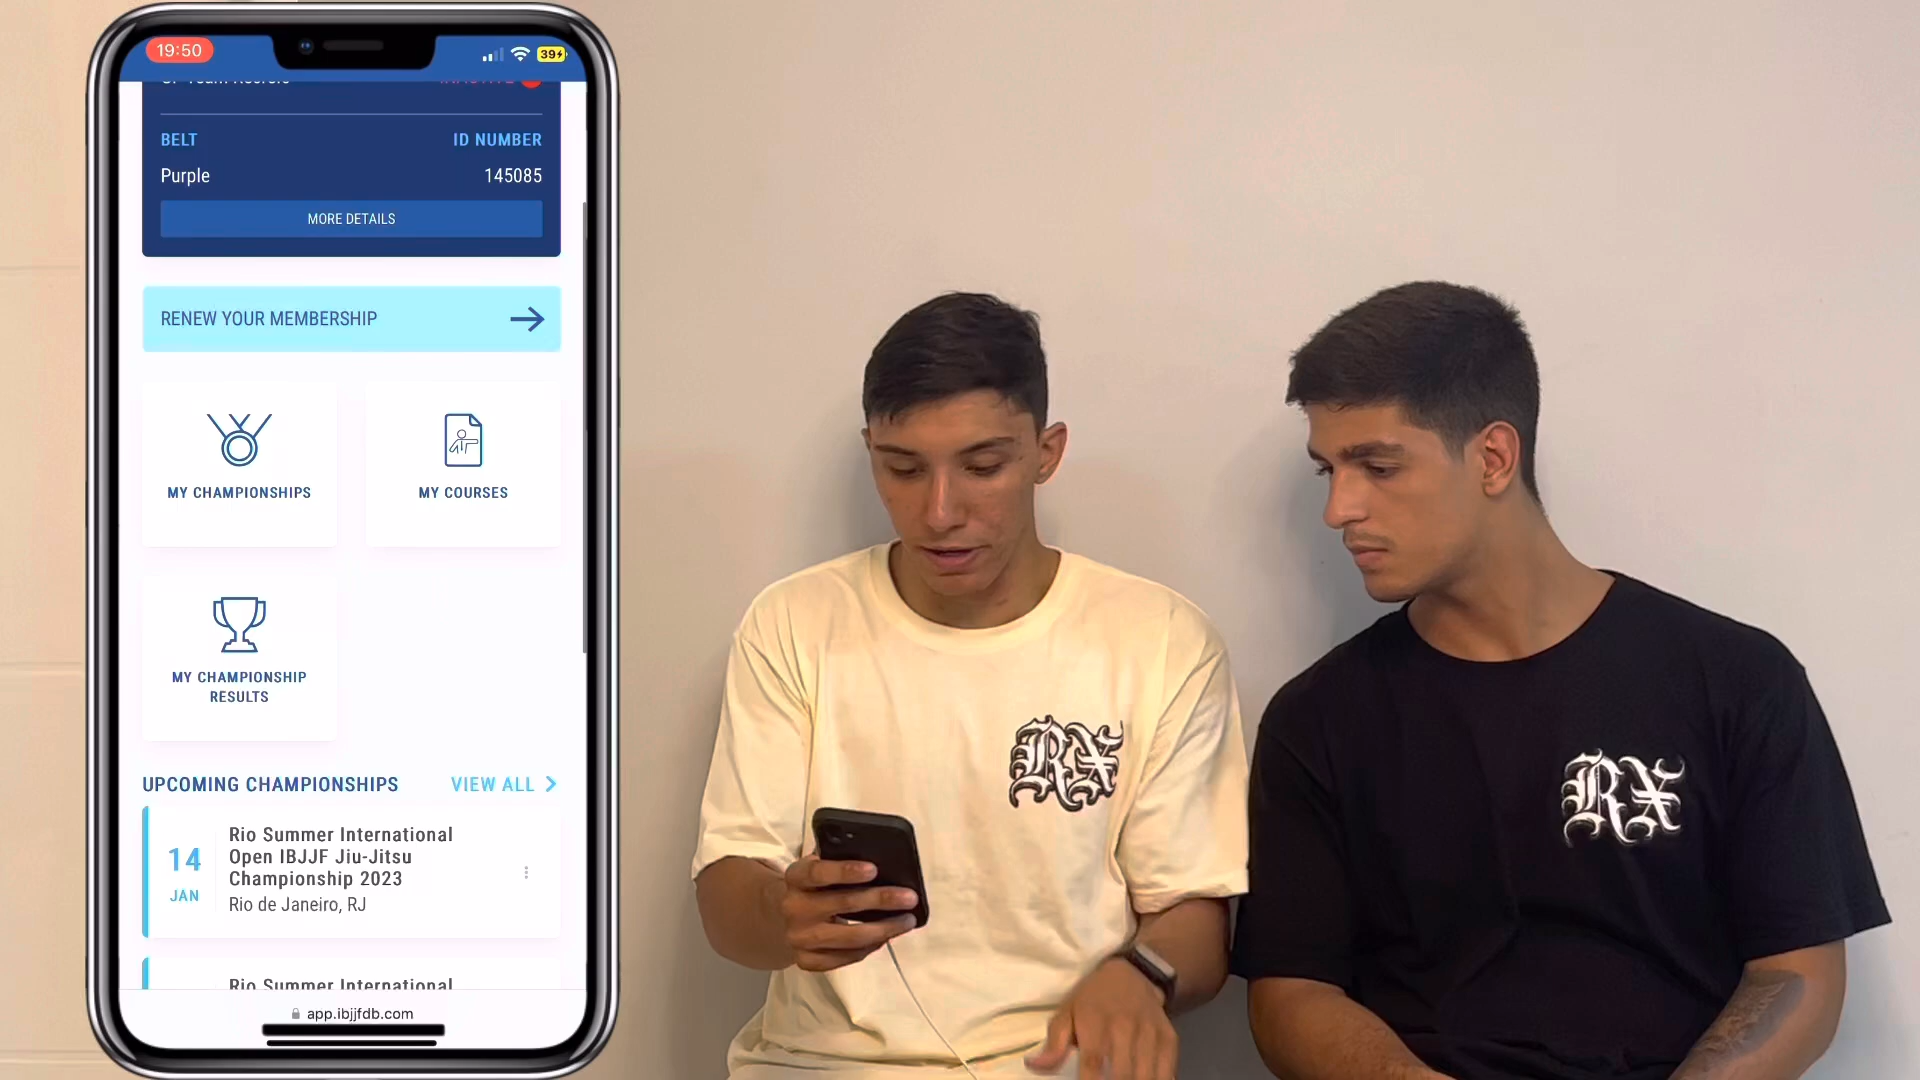 19:50
39
BELT
ID NUMBER
Purple
145085
MORE DETAILS
RENEW YOUR MEMBERSHIP
MY CHAMPIONSHIPS
MY COURSES
MY CHAMPIONSHIP
RESULTS
UPCOMING CHAMPIONSHIPS
VIEW ALL
14
JAN
Rio Summer International
Open IBJJF Jiu-Jitsu
Championship 2023
Rio de Janeiro, RJ
Rio Summer International
app.ibjjfdb.com
RX
RX